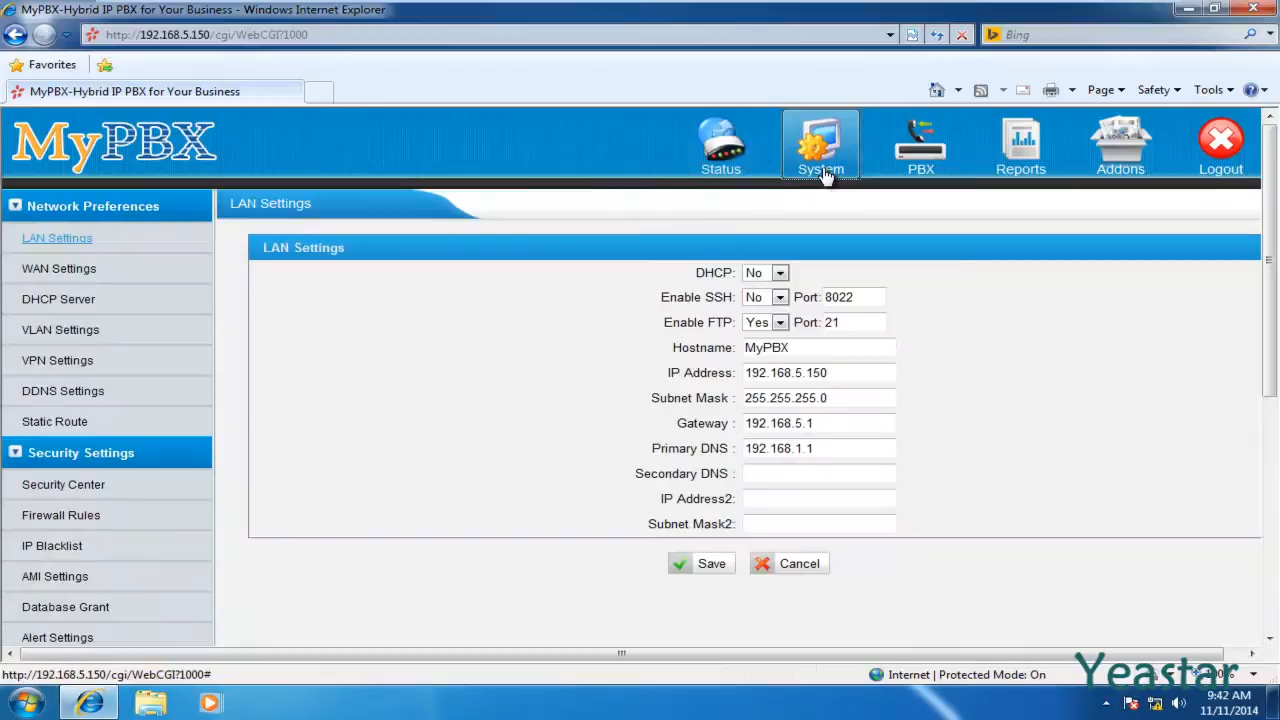 MyPBX-Hybrid IP PBX for Your Business - Windows Internet Explorer
http://192.168.5.150/cgi/WebCGI?1000
Bing
Favorites
MyPBX-Hybrid IP PBX for Your Business
Page Safety Tools
MyPBX
Status System PBX Reports Addons Logout
Network Preferences
LAN Settings
WAN Settings
DHCP Server
VLAN Settings
VPN Settings
DDNS Settings
Static Route
Security Settings
Security Center
Firewall Rules
IP Blacklist
AMI Settings
Database Grant
Alert Settings
LAN Settings
LAN Settings
DHCP: No
Enable SSH: No Port: 8022
Enable FTP: Yes Port: 21
Hostname: MyPBX
IP Address: 192.168.5.150
Subnet Mask : 255.255.255.0
Gateway : 192.168.5.1
Primary DNS : 192.168.1.1
Secondary DNS :
IP Address2:
Subnet Mask2:
Save Cancel
http://192.168.5.150/cgi/WebCGI?1000#
Internet | Protected Mode: On
Yeastar
9:42 AM
11/11/2014